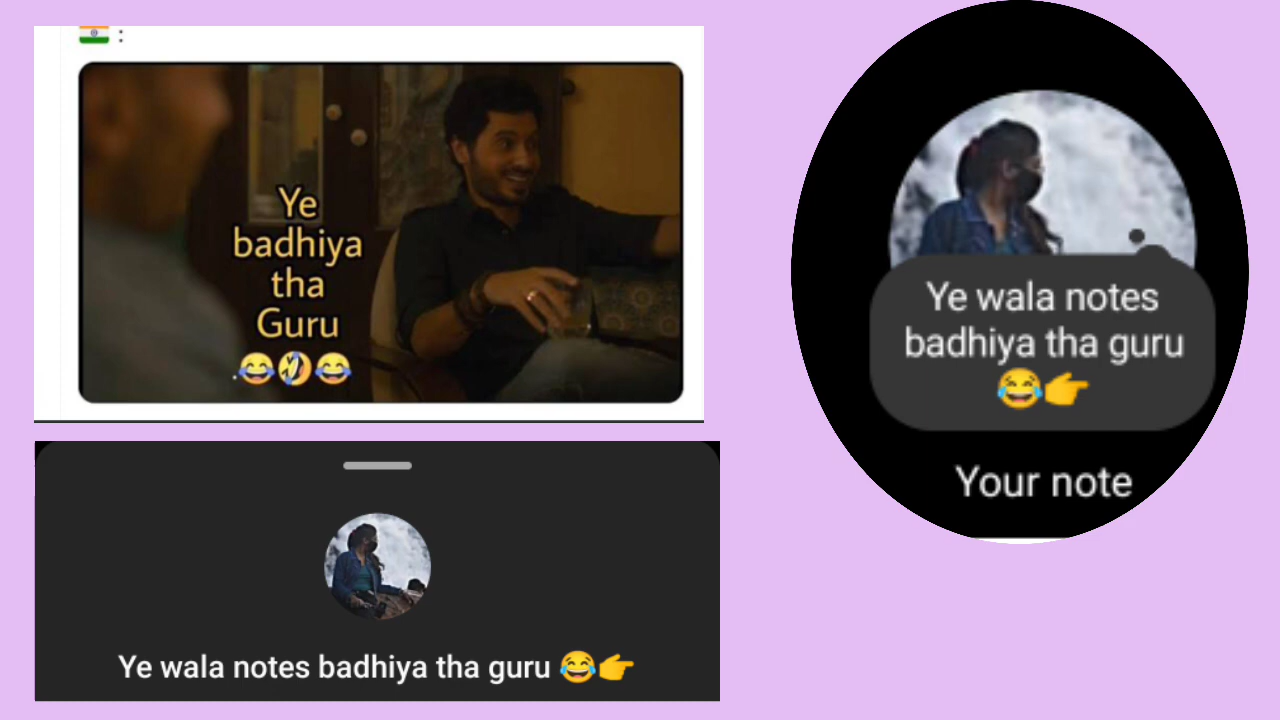 🇮🇳 :
Ye
badhiya
tha
Guru
.😂🤣😂
Ye wala notes
badhiya tha guru
😂👉
Your note
Ye wala notes badhiya tha guru 😂👉